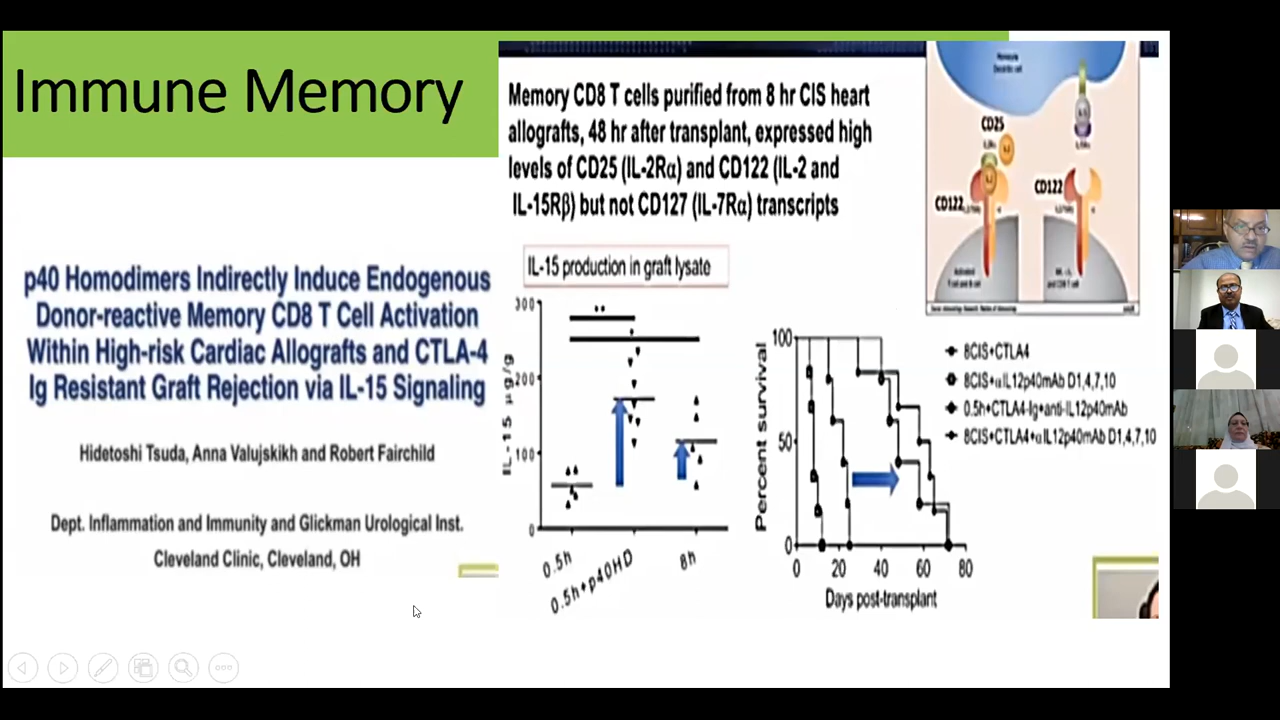 Immune Memory
p40 Homodimers Indirectly Induce Endogenous
Donor-reactive Memory CD8 T Cell Activation
Within High-risk Cardiac Allografts and CTLA-4
Ig Resistant Graft Rejection via IL-15 Signaling
Hidetoshi Tsuda, Anna Valujskikh and Robert Fairchild
Dept. Inflammation and Immunity and Glickman Urological Inst.
Cleveland Clinic, Cleveland, OH
Memory CD8 T cells purified from 8 hr CIS heart
allografts, 48 hr after transplant, expressed high
levels of CD25 (IL-2Rα) and CD122 (IL-2 and
IL-15Rβ) but not CD127 (IL-7Rα) transcripts
IL-15 production in graft lysate
IL-15 µg/g
300
200
100
0
0.5h
0.5h+p40HD
8h
Percent survival
100
50
0
0
20
40
60
80
Days post-transplant
8CIS+CTLA4
8CIS+αIL12p40mAb D1,4,7,10
0.5h+CTLA4-Ig+anti-IL12p40mAb
8CIS+CTLA4+αIL12p40mAb D1,4,7,10
Dendritic cell
CD25
CD122
CD122